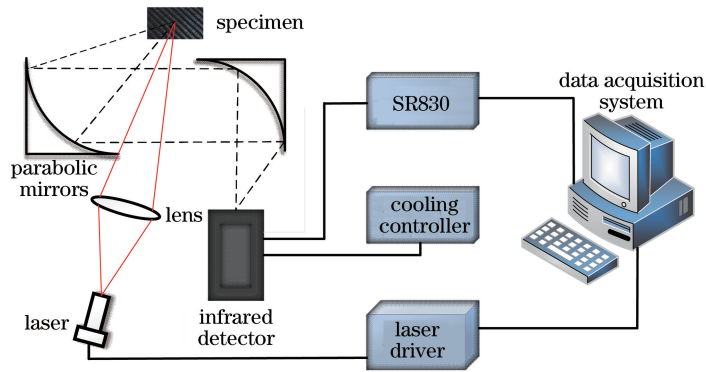 specimen
SR830
data acquisition
system
parabolic
mirrors
lens
cooling
controller
laser
infrared
detector
laser
driver